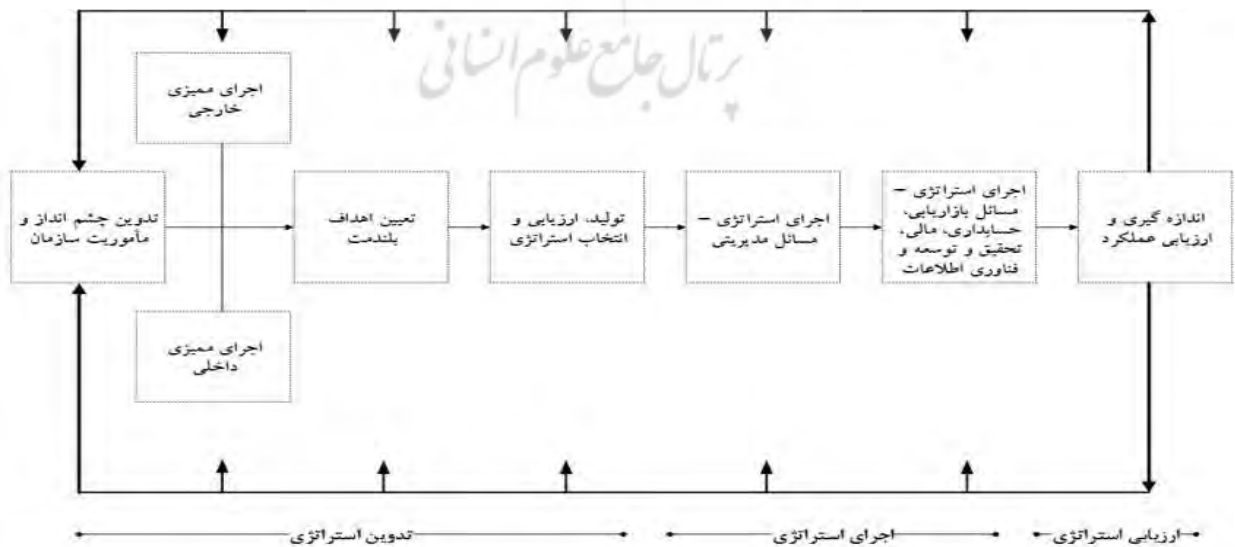 پرتال جامع علوم انسانی
اجرای ممیزی
خارجی
تدوین چشم انداز و
مأموریت سازمان
تعیین اهداف
بلندمت
تولید، ارزیابی و
انتخاب استراتژی
اجرای استراتژی –
مسائل مدیریتی
اجرای استراتژی –
مسائل بازاریابی،
حسابداری، مالی،
تحقیق و توسعه و
فناوری اطلاعات
اندازه گیری و
ارزیابی عملکرد
اجرای ممیزی
داخلی
تدوین استراتژی
اجرای استراتژی
ارزیابی استراتژی